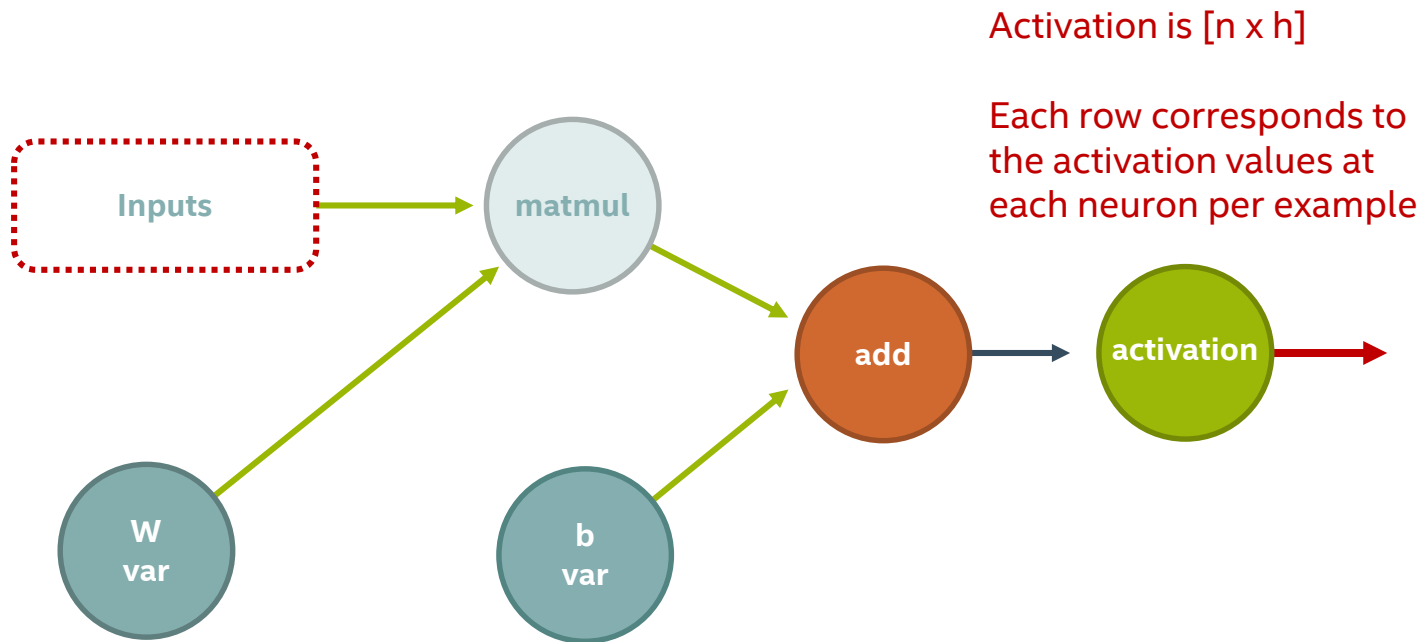 Activation is [n x h]
Each row corresponds to
the activation values at
each neuron per example
Inputs
matmul
add
activation
W
var
b
var